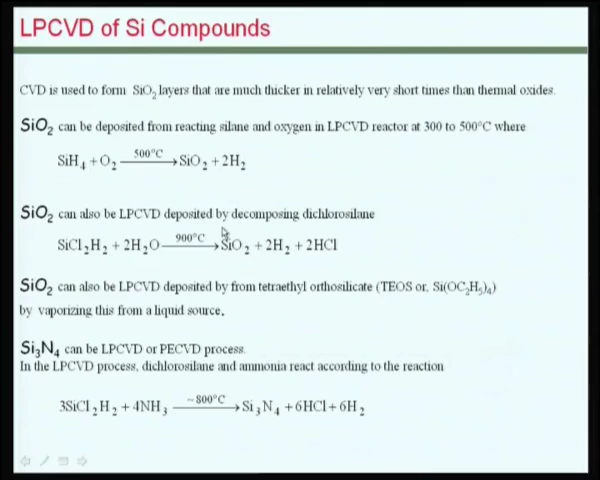 LPCVD of Si Compounds
CVD is used to form SiO₂ layers that are much thicker in relatively very short times than thermal oxides.
SiO₂ can be deposited from reacting silane and oxygen in LPCVD reactor at 300 to 500°C where
SiH₄ + O₂ —500°C→ SiO₂ + 2H₂
SiO₂ can also be LPCVD deposited by decomposing dichlorosilane
SiCl₂H₂ + 2H₂O —900°C→ SiO₂ + 2H₂ + 2HCl
SiO₂ can also be LPCVD deposited by from tetraethyl orthosilicate (TEOS or, Si(OC₂H₅)₄)
by vaporizing this from a liquid source.
Si₃N₄ can be LPCVD or PECVD process.
In the LPCVD process, dichlorosilane and ammonia react according to the reaction
3SiCl₂H₂ + 4NH₃ —~800°C→ Si₃N₄ + 6HCl + 6H₂